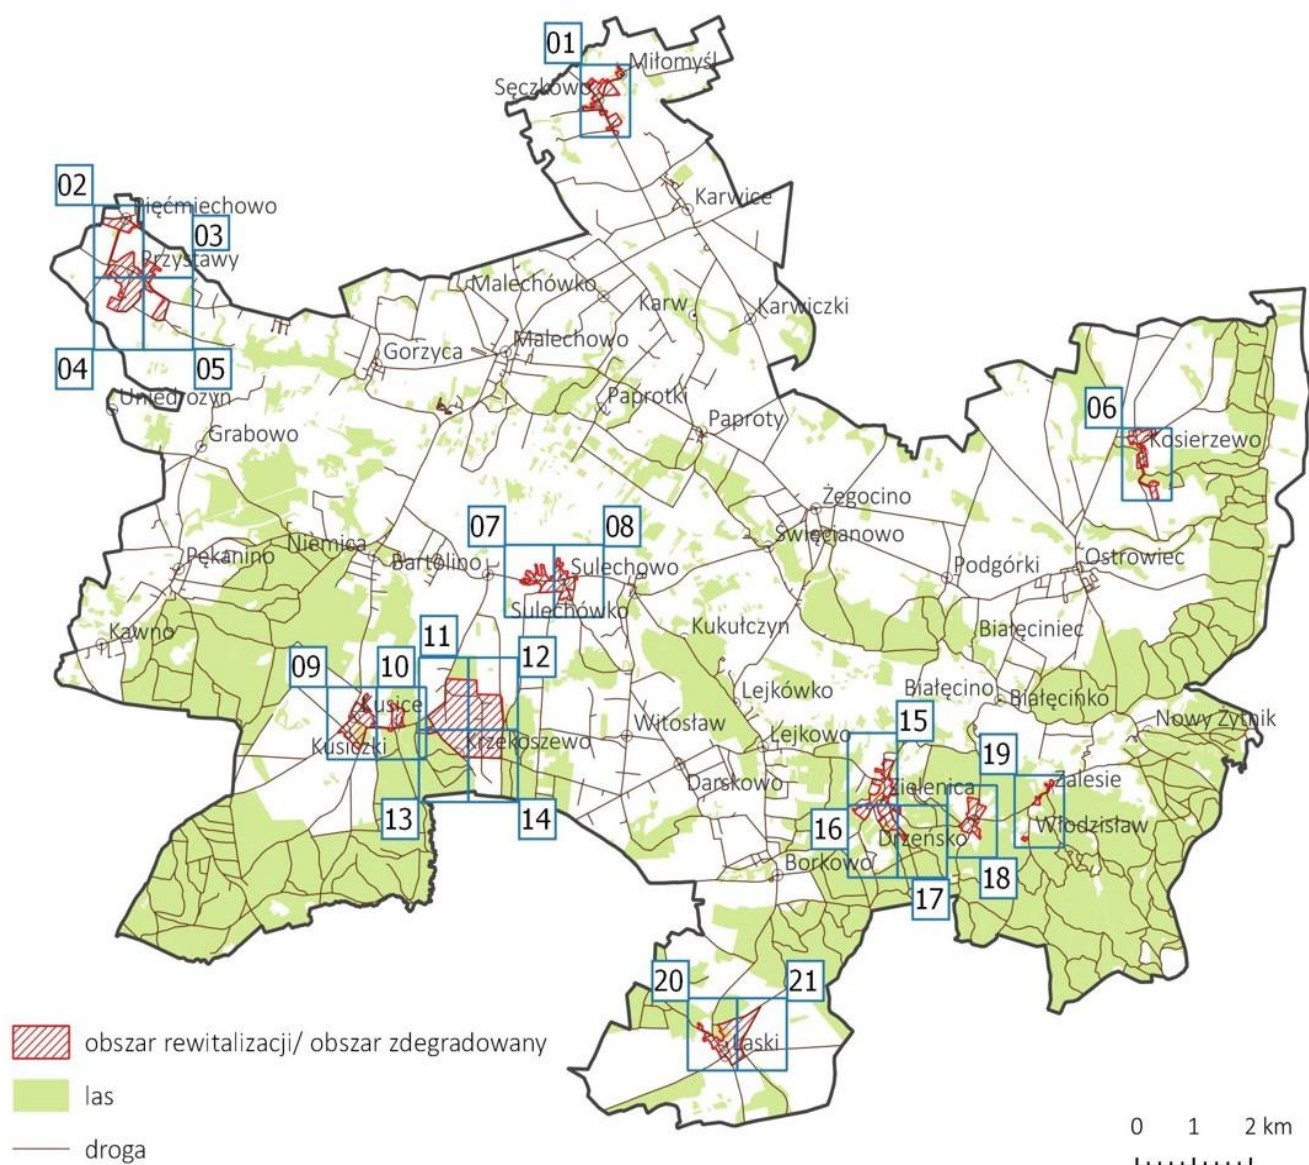 01
Miłomyśl
Sęczkowo
02
Pięćmiechowo
Karwice
03
Przystawy
Malechówko
Karw
Karwiczki
Malechowo
Gorzyca
04
05
Uniedrożyn
Paprotki
06
Grabowo
Paproty
Kosierzewo
Żegocino
07
08
Święcianowo
Niemica
Pękanino
Bartolino
Sulechowo
Podgórki
Ostrowiec
Sulechówko
Kawno
11
Kukułczyn
Białęciniec
12
09
10
Lejkówko
Białęcino
Białęcinko
Kusice
15
Nowy Żytnik
Kusiczki
Krzekoszewo
Witosław
Lejkowo
19
Darskowo
Zielenica
Zalesie
13
14
16
Drzeńsko
Włodzisław
Borkowo
17
18
20
21
Łaski
obszar rewitalizacji/ obszar zdegradowany
las
droga
0 1 2 km